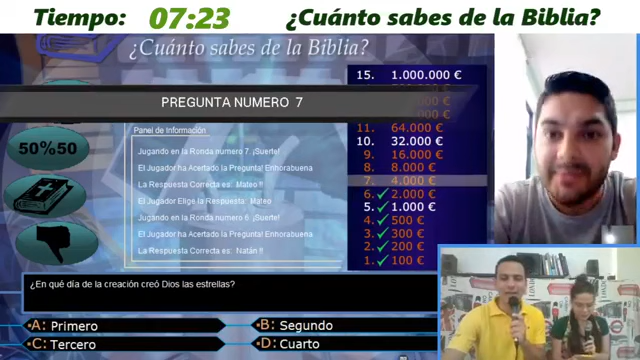 Tiempo: 07:23 ¿Cuánto sabes de la Biblia?
¿Cuánto sabes de la Biblia?
15. 1.000.000 €
PREGUNTA NUMERO 7
Panel de Información
50%50
Jugando en la Ronda numero 7. ¡Suerte!
El Jugador ha Acertado la Pregunta! Enhorabuena
La Respuesta Correcta es: Mateo !!
El Jugador Elige la Respuesta: Mateo
Jugando en la Ronda numero 6. ¡Suerte!
El Jugador ha Acertado la Pregunta! Enhorabuena
La Respuesta Correcta es: Natán !!
11. 64.000 €
10. 32.000 €
9. 16.000 €
8. 8.000 €
7. 4.000 €
6. ✓ 2.000 €
5. ✓ 1.000 €
4. ✓ 500 €
3. ✓ 300 €
2. ✓ 200 €
1. ✓ 100 €
¿En qué día de la creación creó Dios las estrellas?
A: Primero
B: Segundo
C: Tercero
D: Cuarto